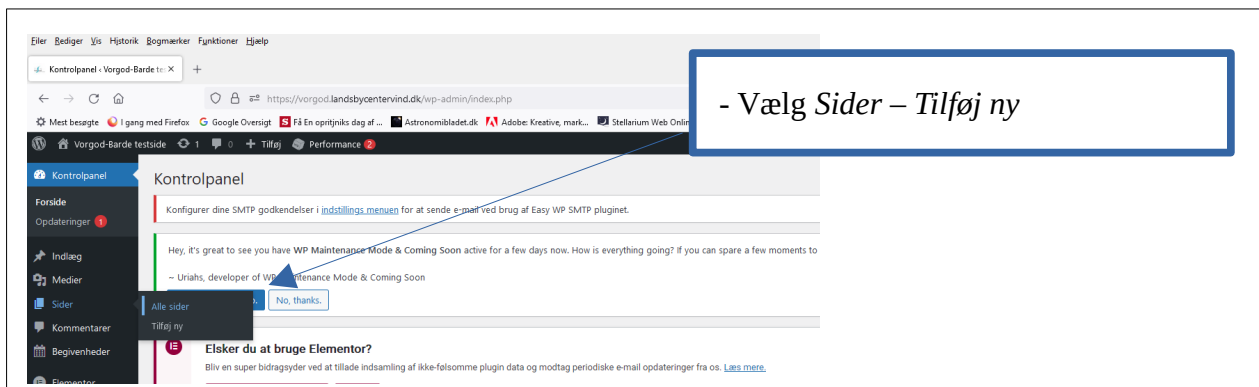 Filer Rediger Vis Historik Bogmærker Funktioner Hjælp
Kontrolpanel ‹ Vorgod-Barde te
https://vorgod.landsbycentervind.dk/wp-admin/index.php
- Vælg Sider – Tilføj ny
Mest besøgte I gang med Firefox Google Oversigt Få En opritjniks dag af ... Astronomibladet.dk Adobe: Kreative, mark... Stellarium Web Onlin
Vorgod-Barde testside 1 0 + Tilføj Performance 2
Kontrolpanel
Kontrolpanel
Forside
Opdateringer 1
Konfigurer dine SMTP godkendelser i indstillings menuen for at sende e-mail ved brug af Easy WP SMTP pluginet.
Indlæg
Medier
Sider
Kommentarer
Begivenheder
Elementor
Hey, it's great to see you have WP Maintenance Mode & Coming Soon active for a few days now. How is everything going? If you can spare a few moments to
~ Uriahs, developer of WP Maintenance Mode & Coming Soon
No, thanks.
Alle sider
Tilføj ny
Elsker du at bruge Elementor?
Bliv en super bidragsyder ved at tillade indsamling af ikke-følsomme plugin data og modtag periodiske e-mail opdateringer fra os. Læs mere.